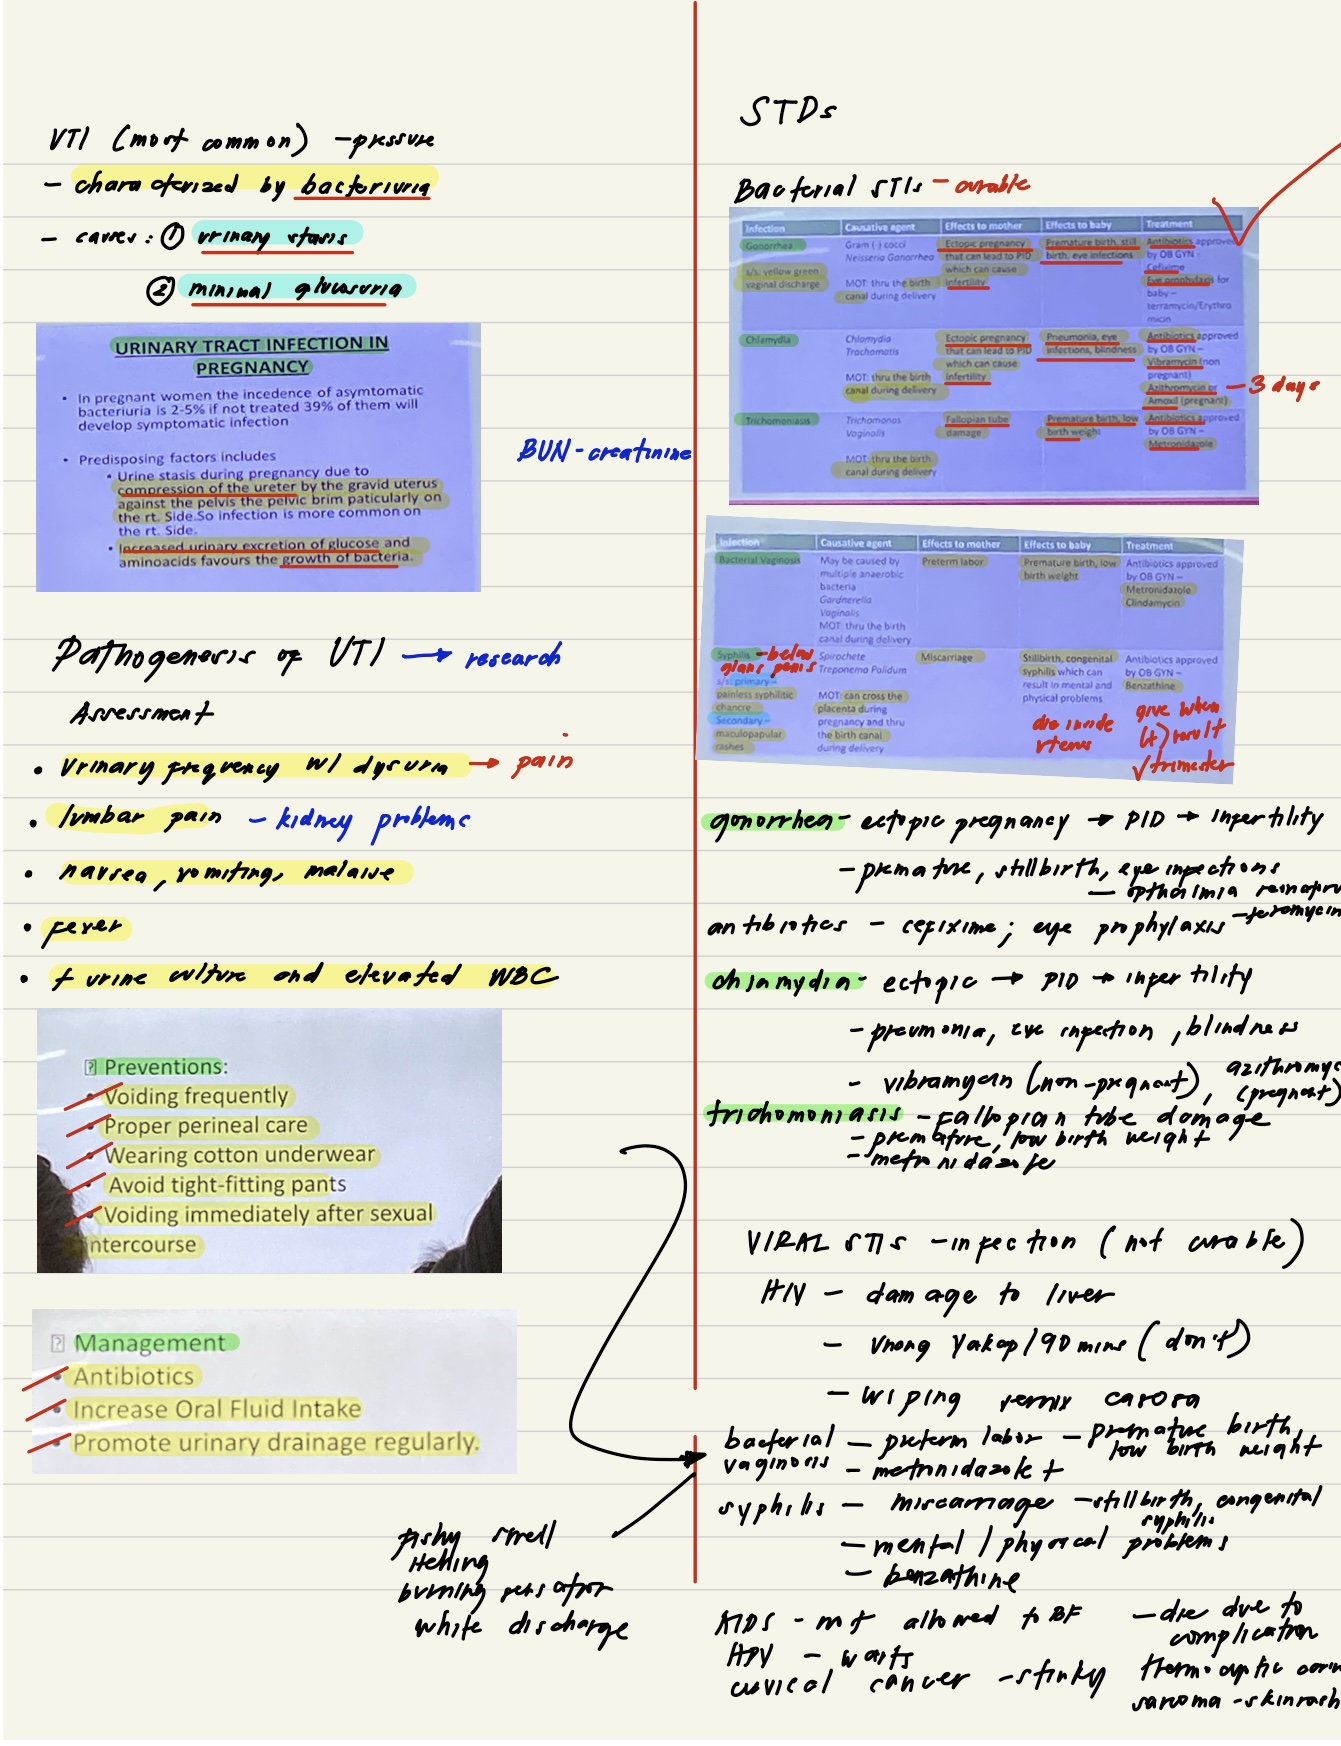 UTI (most common) - pressure
- characterized by bacteriuria
- causes: ① urinary stasis
② minimal glucosuria
URINARY TRACT INFECTION IN
PREGNANCY
• In pregnant women the incedence of asymtomatic
bacteriuria is 2-5% if not treated 39% of them will
develop symptomatic infection
• Predisposing factors includes
• Urine stasis during pregnancy due to
compression of the ureter by the gravid uterus
against the pelvis the pelvic brim paticularly on
the rt. Side.So infection is more common on
the rt. Side.
• Increased urinary excretion of glucose and
aminoacids favours the growth of bacteria.
BUN - creatinine
Pathogenesis of UTI → research
Assessment
• Urinary frequency w/ dysuria → pain
• lumbar pain - kidney problems
• nausea, vomiting, malaise
• fever
• + urine culture and elevated WBC
Preventions:
• Voiding frequently
• Proper perineal care
• Wearing cotton underwear
• Avoid tight-fitting pants
• Voiding immediately after sexual
intercourse
Management
• Antibiotics
• Increase Oral Fluid Intake
• Promote urinary drainage regularly.
fishy smell
itching
burning sensation
white discharge
STDs
Bacterial STIs - curable
Infection Causative agent Effects to mother Effects to baby Treatment
Gonorrhea
s/s: yellow green
vaginal discharge
Gram (-) cocci
Neisseria Gonorrhea
MOT: thru the birth
canal during delivery
Ectopic pregnancy
that can lead to PID
which can cause
infertility
Premature birth, still
birth, eye infections
Antibiotics approved
by OB GYN -
Cefixime
Eye prophylaxis for
baby –
terramycin/Erythro
micin
Chlamydia
Chlamydia
Trachomatis
MOT: thru the birth
canal during delivery
Ectopic pregnancy
that can lead to PID
which can cause
infertility
Pneumonia, eye
infections, blindness
Antibiotics approved
by OB GYN –
Vibramycin (non
pregnant)
Azithromycin or
Amoxil (pregnant)
- 3 days
Trichomoniasis
Trichomonas
Vaginalis
MOT: thru the birth
canal during delivery
Fallopian tube
damage
Premature birth, low
birth weight
Antibiotics approved
by OB GYN –
Metronidazole
Infection Causative agent Effects to mother Effects to baby Treatment
Bacterial Vaginosis
May be caused by
multiple anaerobic
bacteria
Gardnerella
Vaginalis
MOT: thru the birth
canal during delivery
Preterm labor
Premature birth, low
birth weight
Antibiotics approved
by OB GYN –
Metronidazole
Clindamycin
Syphilis - below
glans penis
s/s: primary –
painless syphilitic
chancre
Secondary –
maculopapular
rashes
Spirochete
Treponema Palidum
MOT: can cross the
placenta during
pregnancy and thru
the birth canal
during delivery
Miscarriage
Stillbirth, congenital
syphilis which can
result in mental and
physical problems
die inside
uterus
Antibiotics approved
by OB GYN –
Benzathine
give when
(+) result
√ trimester
gonorrhea - ectopic pregnancy → PID → infertility
- premature, stillbirth, eye infections
- opthalmia
antibiotics - cefixime; eye prophylaxis
chlamydia - ectopic → PID → infertility
- pneumonia, eye infection, blindness
- vibramycin (non-pregnant), azithromyc
(pregnant)
trichomoniasis - fallopian tube damage
- premature, low birth weight
- metronidazole
VIRAL STIs - infection (not curable)
HIV - damage to liver
- Unang Yakap / 90 mins (don't)
- wiping vernix caseosa
bacterial vaginosis - preterm labor - premature birth,
low birth weight
- metronidazole +
syphilis - miscarriage - stillbirth, congenital
syphilis
- mental / physical problems
- benzathine
AIDS - not allowed to BF - die due to
complication
HPV - warts
cervical cancer - stinky
sarcoma - skin rash